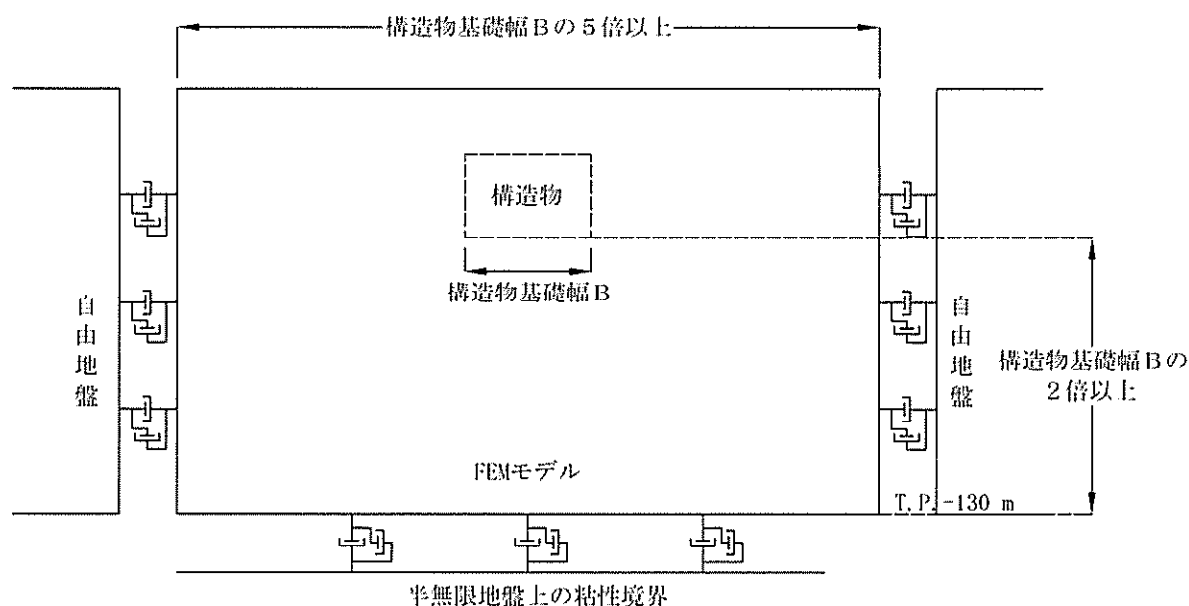 構造物基礎幅Bの5倍以上
構造物
構造物基礎幅B
自由地盤
自由地盤
構造物基礎幅Bの
2倍以上
FEMモデル
T.P.-130 m
半無限地盤上の粘性境界